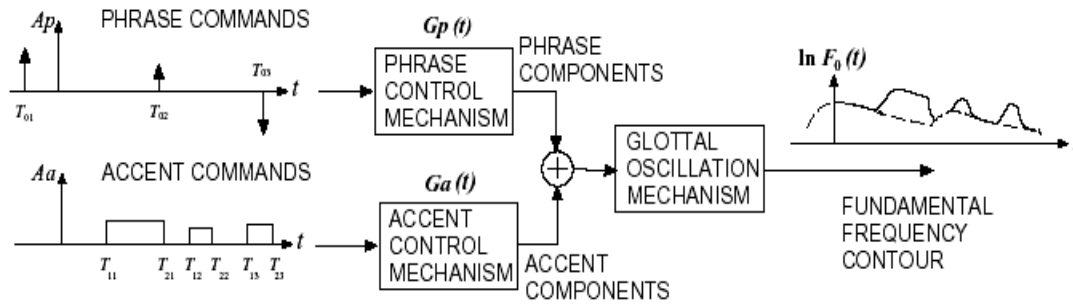 Ap
PHRASE COMMANDS
T01
T02
T03
t
Gp (t)
PHRASE
CONTROL
MECHANISM
PHRASE
COMPONENTS
Aa
ACCENT COMMANDS
T11
T21
T12
T22
T13
T23
t
Ga (t)
ACCENT
CONTROL
MECHANISM
ACCENT
COMPONENTS
GLOTTAL
OSCILLATION
MECHANISM
ln F0 (t)
FUNDAMENTAL
FREQUENCY
CONTOUR